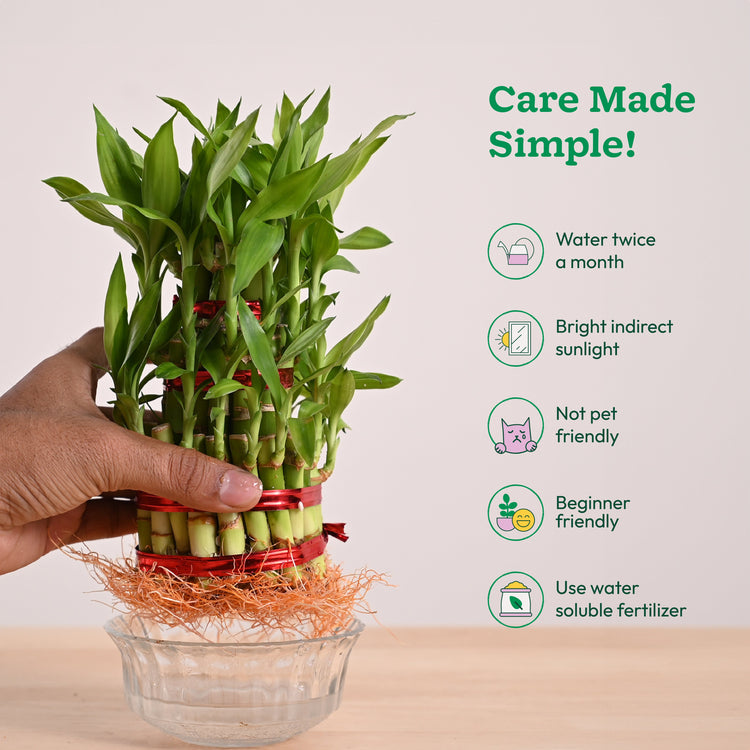 Care Made
Simple!
Water twice
a month
Bright indirect
sunlight
Not pet
friendly
Beginner
friendly
Use water
soluble fertilizer